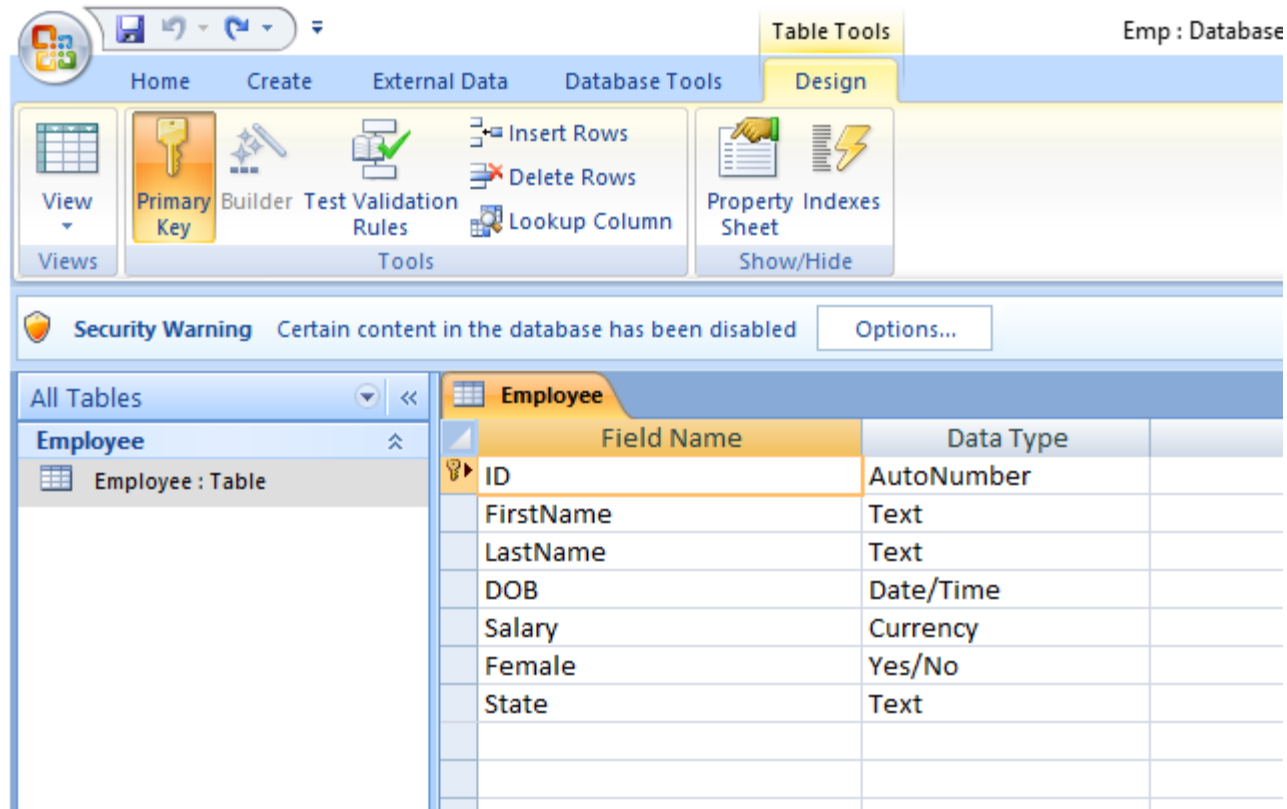 Table Tools
Emp : Database
Home Create External Data Database Tools Design
View
Primary Key
Builder
Test Validation Rules
Insert Rows
Delete Rows
Lookup Column
Property Sheet
Indexes
Views Tools Show/Hide
Security Warning Certain content in the database has been disabled Options...
All Tables
Employee
Employee : Table
Employee
Field Name Data Type
ID AutoNumber
FirstName Text
LastName Text
DOB Date/Time
Salary Currency
Female Yes/No
State Text